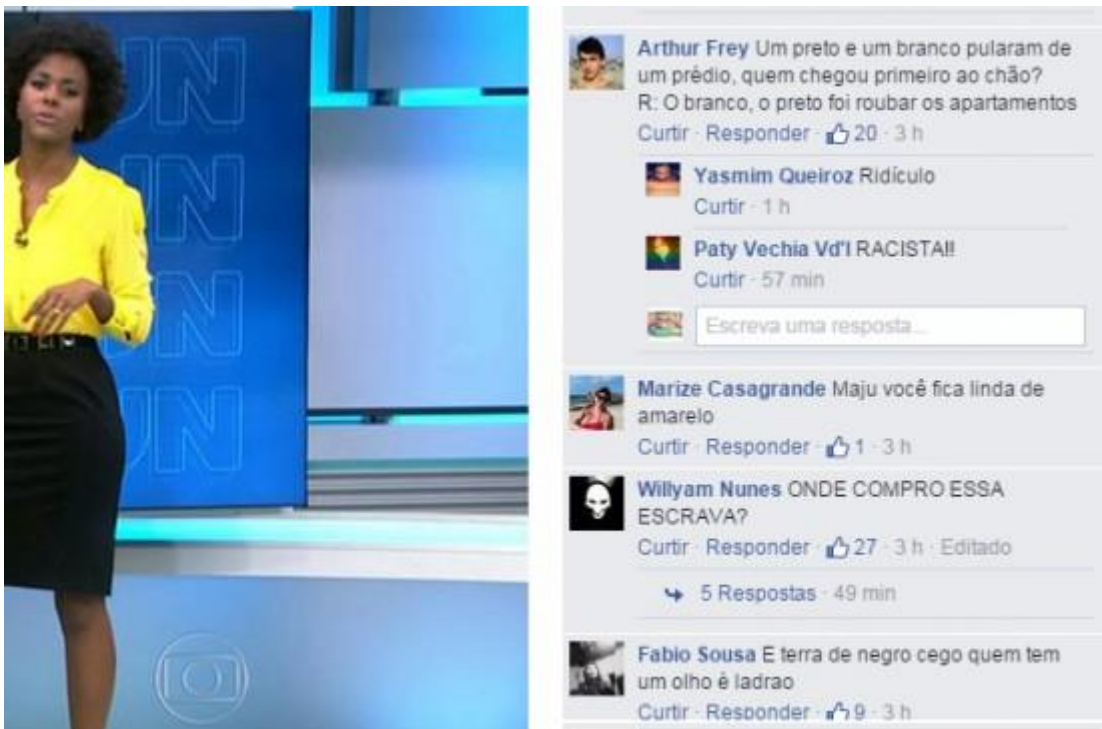 JN
JN
JN
JN
Arthur Frey Um preto e um branco pularam de
um prédio, quem chegou primeiro ao chão?
R: O branco, o preto foi roubar os apartamentos
Curtir · Responder · 20 · 3 h
Yasmim Queiroz Ridículo
Curtir · 1 h
Paty Vechia Vd'I RACISTA!!
Curtir · 57 min
Escreva uma resposta...
Marize Casagrande Maju você fica linda de
amarelo
Curtir · Responder · 1 · 3 h
Willyam Nunes ONDE COMPRO ESSA
ESCRAVA?
Curtir · Responder · 27 · 3 h · Editado
5 Respostas · 49 min
Fabio Sousa E terra de negro cego quem tem
um olho é ladrao
Curtir · Responder · 9 · 3 h